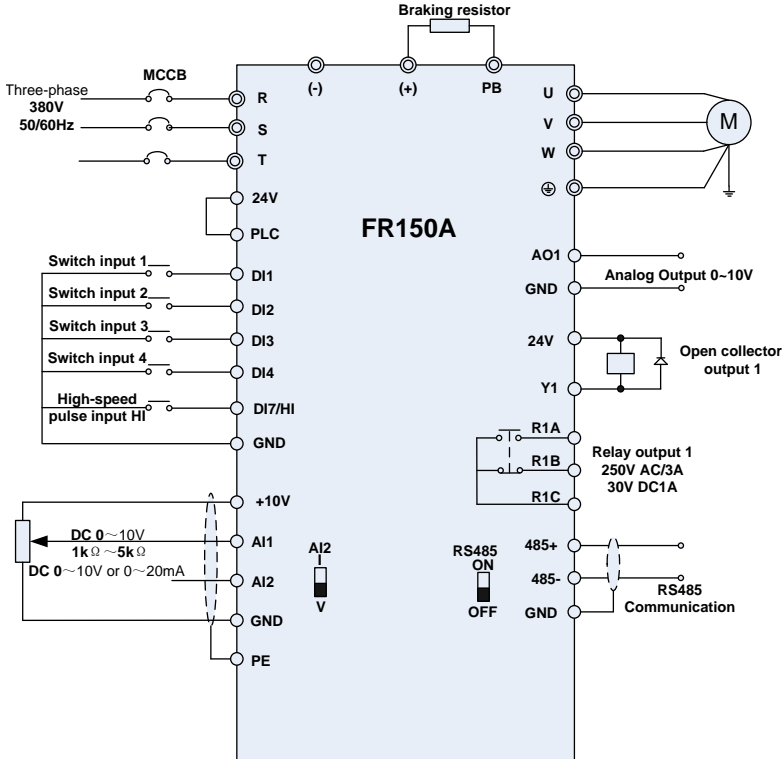 Braking resistor
MCCB
Three-phase
380V
50/60Hz
R
S
T
(-)
(+)
PB
U
V
W
M
24V
PLC
FR150A
Switch input 1
DI1
Switch input 2
DI2
Switch input 3
DI3
Switch input 4
DI4
High-speed
pulse input HI
DI7/HI
GND
AO1
Analog Output 0~10V
GND
24V
Open collector
output 1
Y1
R1A
R1B
R1C
Relay output 1
250V AC/3A
30V DC1A
+10V
DC 0～10V
1kΩ～5kΩ
AI1
DC 0～10V or 0～20mA
AI2
GND
PE
AI2
I
V
RS485
ON
OFF
485+
485-
GND
RS485
Communication